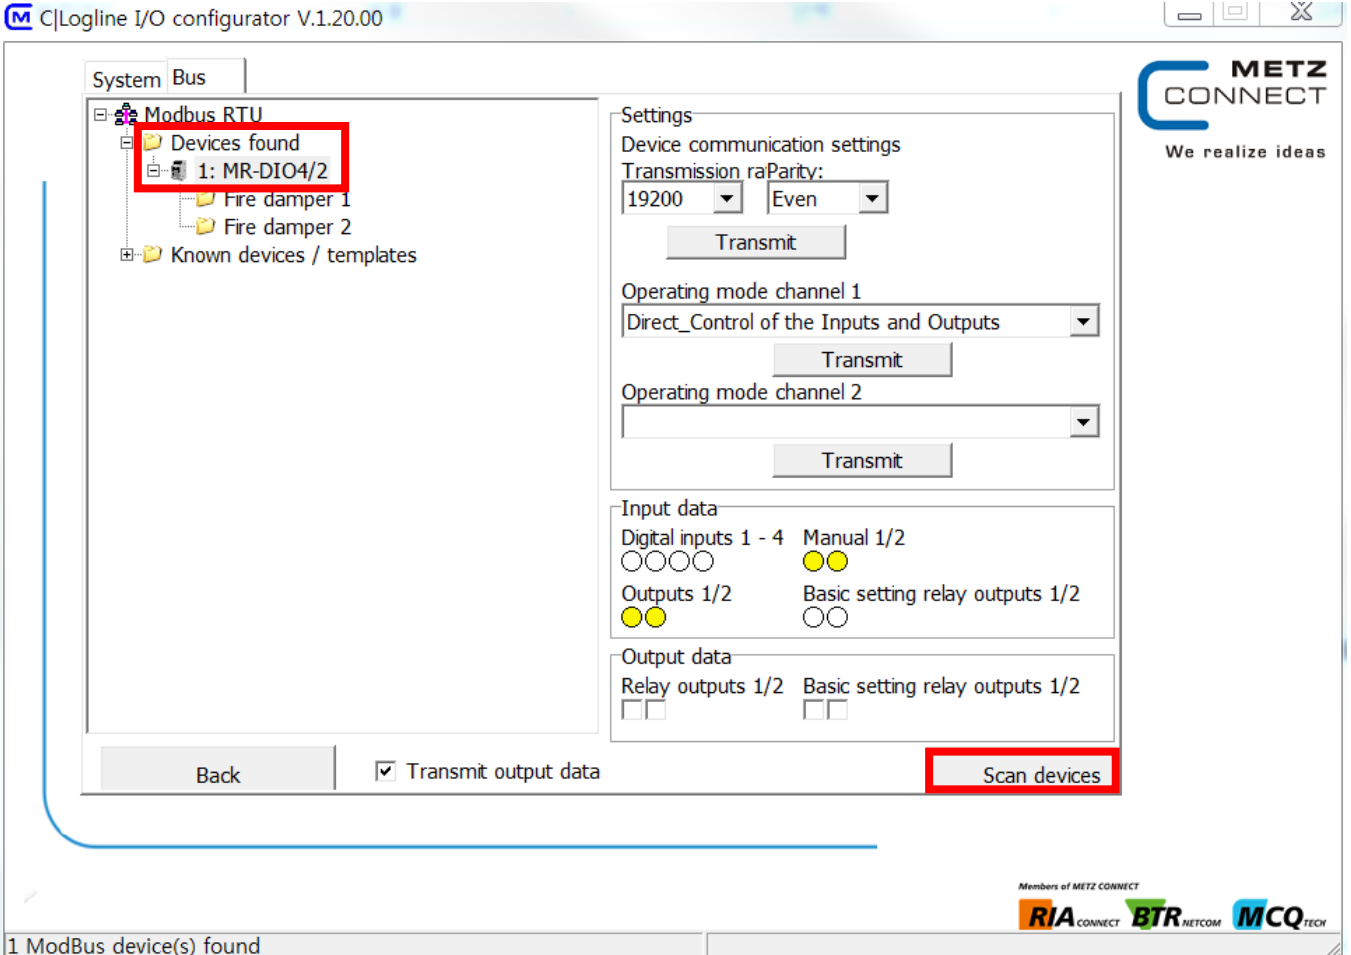 C|Logline I/O configurator V.1.20.00
System Bus
Modbus RTU
Devices found
1: MR-DIO4/2
Fire damper 1
Fire damper 2
Known devices / templates
Settings
Device communication settings
Transmission ra Parity:
19200 Even
Transmit
Operating mode channel 1
Direct_Control of the Inputs and Outputs
Transmit
Operating mode channel 2
Transmit
Input data
Digital inputs 1 - 4 Manual 1/2
Outputs 1/2 Basic setting relay outputs 1/2
Output data
Relay outputs 1/2 Basic setting relay outputs 1/2
Back Transmit output data Scan devices
METZ
CONNECT
We realize ideas
Members of METZ CONNECT
RIA CONNECT BTR NETCOM MCQ TECH
1 ModBus device(s) found